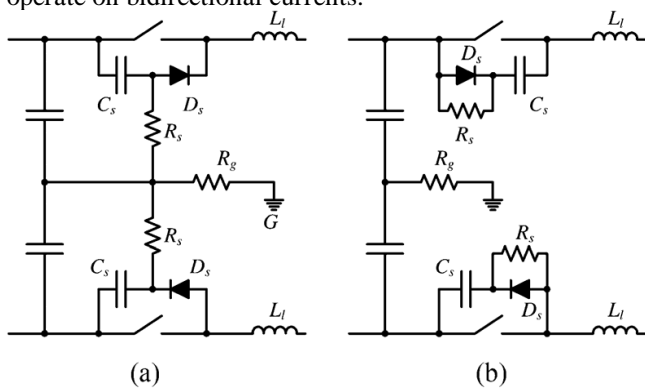 operate on bidirectional currents.
L_l L_l
D_s
C_s D_s C_s
R_s R_s
R_g R_g
G
R_s R_s
C_s D_s C_s
D_s
L_l L_l
(a) (b)